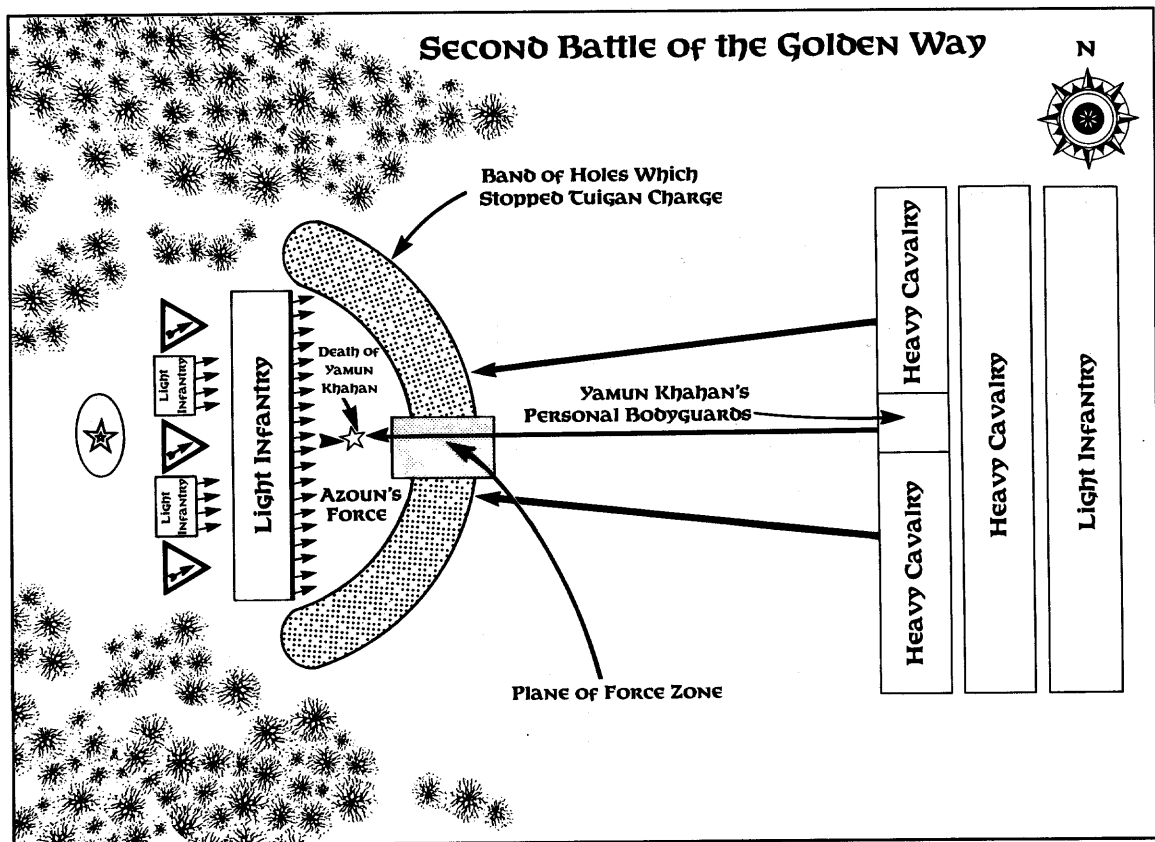 Second Battle of the Golden Way
N
Band of Holes Which
Stopped Tuigan Charge
Light
Infantry
Light
Infantry
Light Infantry
Death of
Yamun
Khahan
Azoun's
Force
Yamun Khahan's
Personal Bodyguards
Plane of Force Zone
Heavy Cavalry
Heavy Cavalry
Heavy Cavalry
Light Infantry